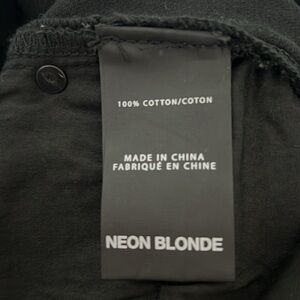 100% COTTON/COTON
MADE IN CHINA
FABRIQUÉ EN CHINE
NEON BLONDE